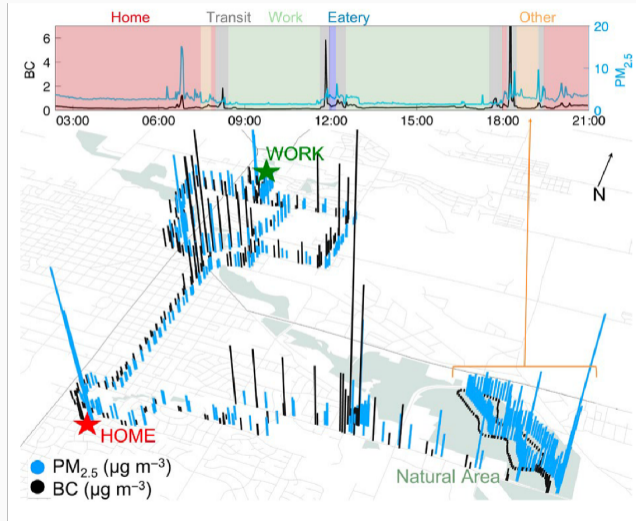 Home Transit Work Eatery Other
6 4 2 0
BC
20 10 0
PM2.5
03:00 06:00 09:00 12:00 15:00 18:00 21:00
WORK
N
HOME
PM2.5 (µg m⁻³)
BC (µg m⁻³)
Natural Area